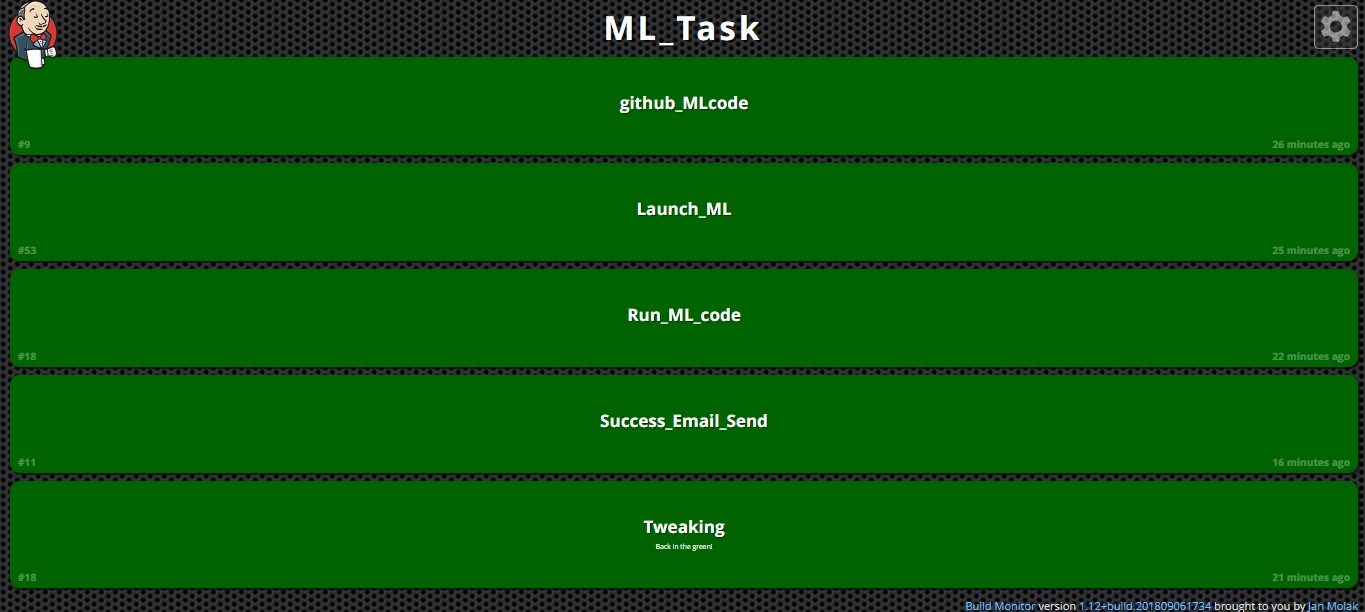 ML_Task
github_MLcode
#9
26 minutes ago
Launch_ML
#53
25 minutes ago
Run_ML_code
#18
22 minutes ago
Success_Email_Send
#11
16 minutes ago
Tweaking
Back in the green!
#18
21 minutes ago
Build Monitor version 1.12+build.201809061734 brought to you by Jan Molak